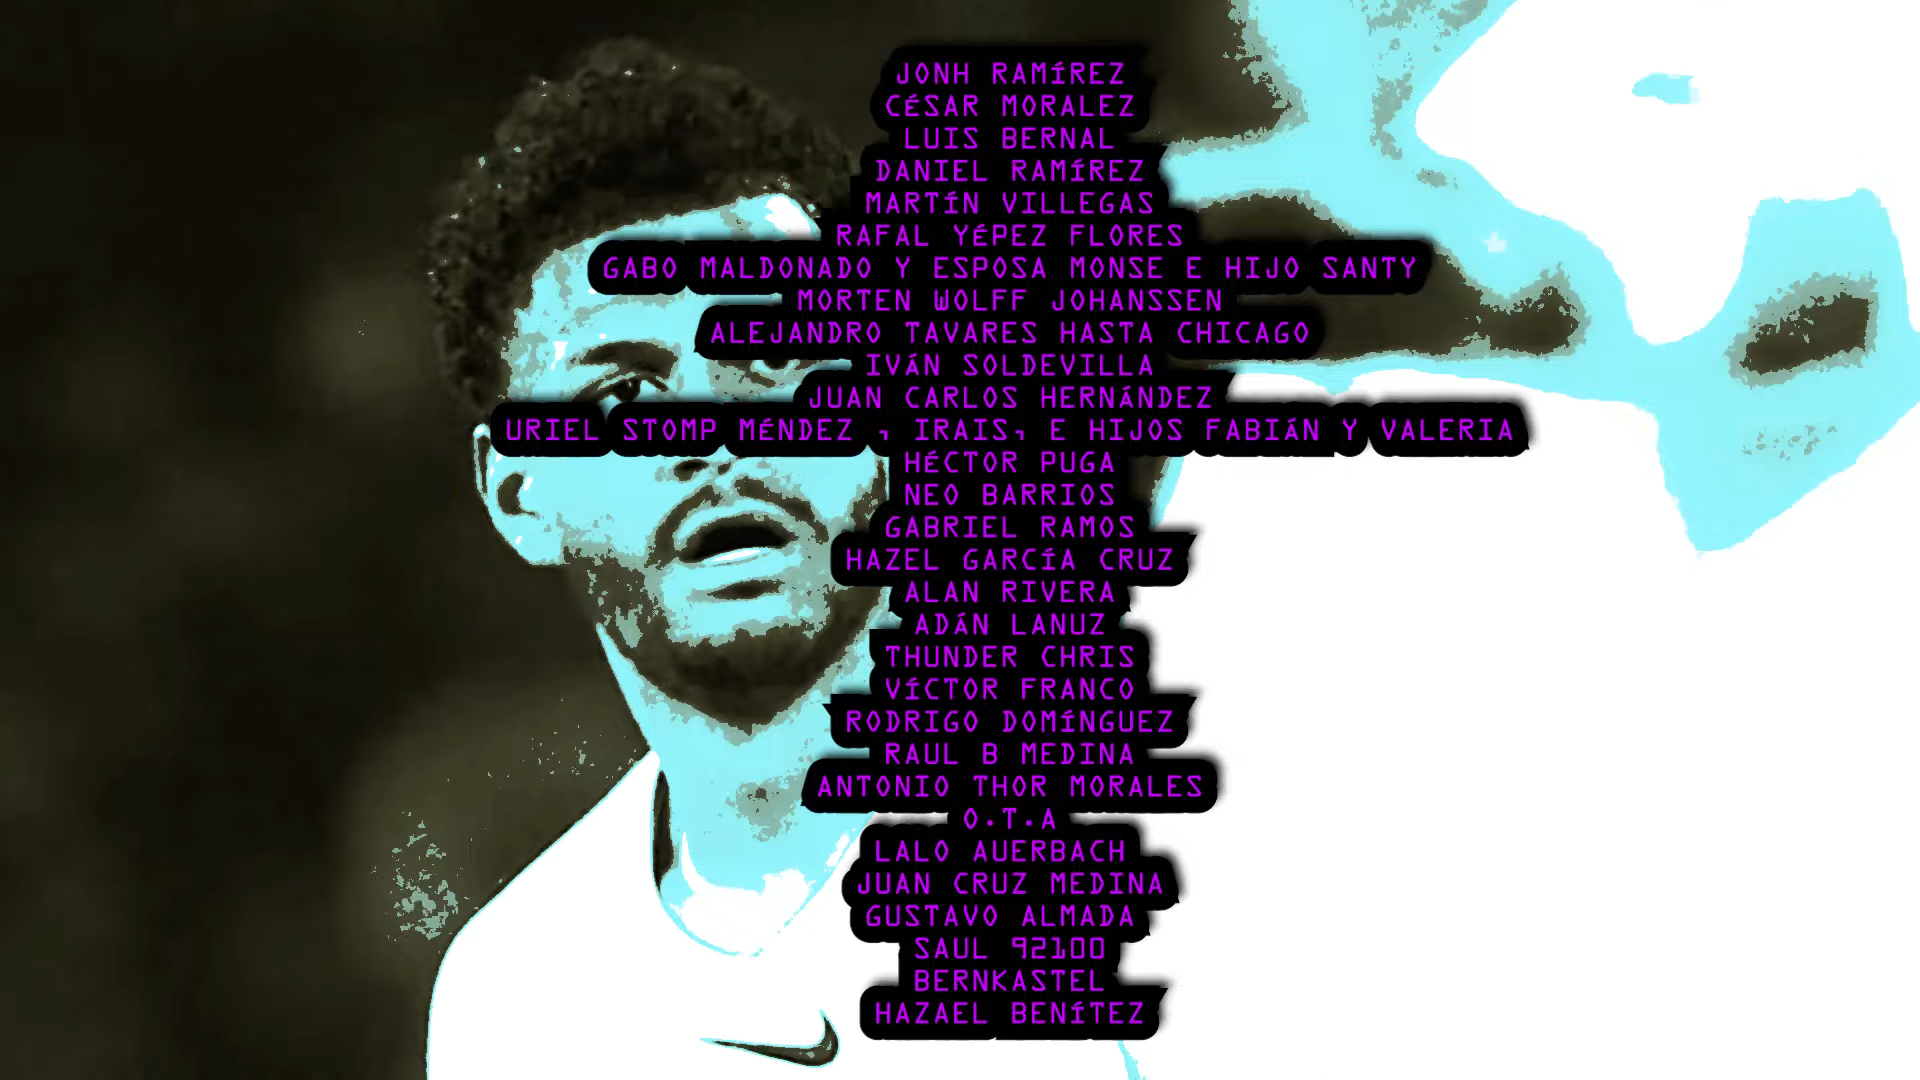 JONH RAMÍREZ
CÉSAR MORALEZ
LUIS BERNAL
DANIEL RAMÍREZ
MARTÍN VILLEGAS
RAFAL YÉPEZ FLORES
GABO MALDONADO Y ESPOSA MONSE E HIJO SANTY
MORTEN WOLFF JOHANSSEN
ALEJANDRO TAVARES HASTA CHICAGO
IVÁN SOLDEVILLA
JUAN CARLOS HERNÁNDEZ
URIEL STOMP MÉNDEZ , IRAIS, E HIJOS FABIÁN Y VALERIA
HÉCTOR PUGA
NEO BARRIOS
GABRIEL RAMOS
HAZEL GARCÍA CRUZ
ALAN RIVERA
ADÁN LANUZ
THUNDER CHRIS
VÍCTOR FRANCO
RODRIGO DOMÍNGUEZ
RAUL B MEDINA
ANTONIO THOR MORALES
O.T.A
LALO AUERBACH
JUAN CRUZ MEDINA
GUSTAVO ALMADA
SAUL 92100
BERNKASTEL
HAZAEL BENÍTEZ